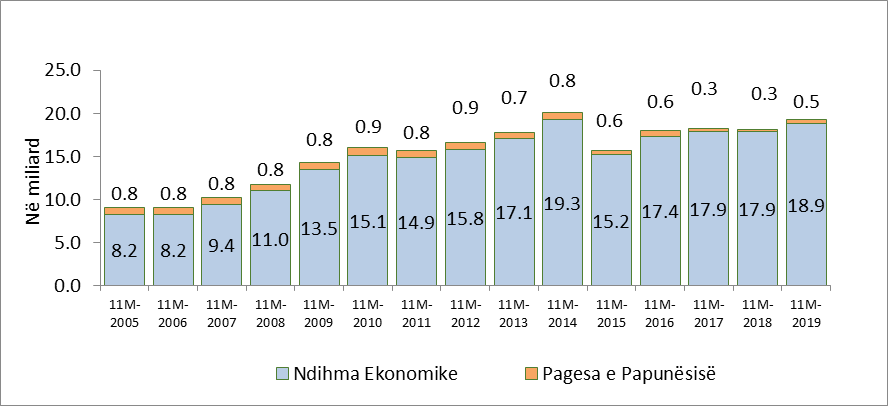 25.0
20.0
15.0
10.0
5.0
0.0
Në miliard
0.8 0.8 0.8 0.8 0.8 0.9 0.8 0.9 0.7 0.8 0.6 0.6 0.3 0.3 0.5
8.2 8.2 9.4 11.0 13.5 15.1 14.9 15.8 17.1 19.3 15.2 17.4 17.9 17.9 18.9
11M- 11M- 11M- 11M- 11M- 11M- 11M- 11M- 11M- 11M- 11M- 11M- 11M- 11M- 11M-
2005 2006 2007 2008 2009 2010 2011 2012 2013 2014 2015 2016 2017 2018 2019
Ndihma Ekonomike Pagesa e Papunësisë